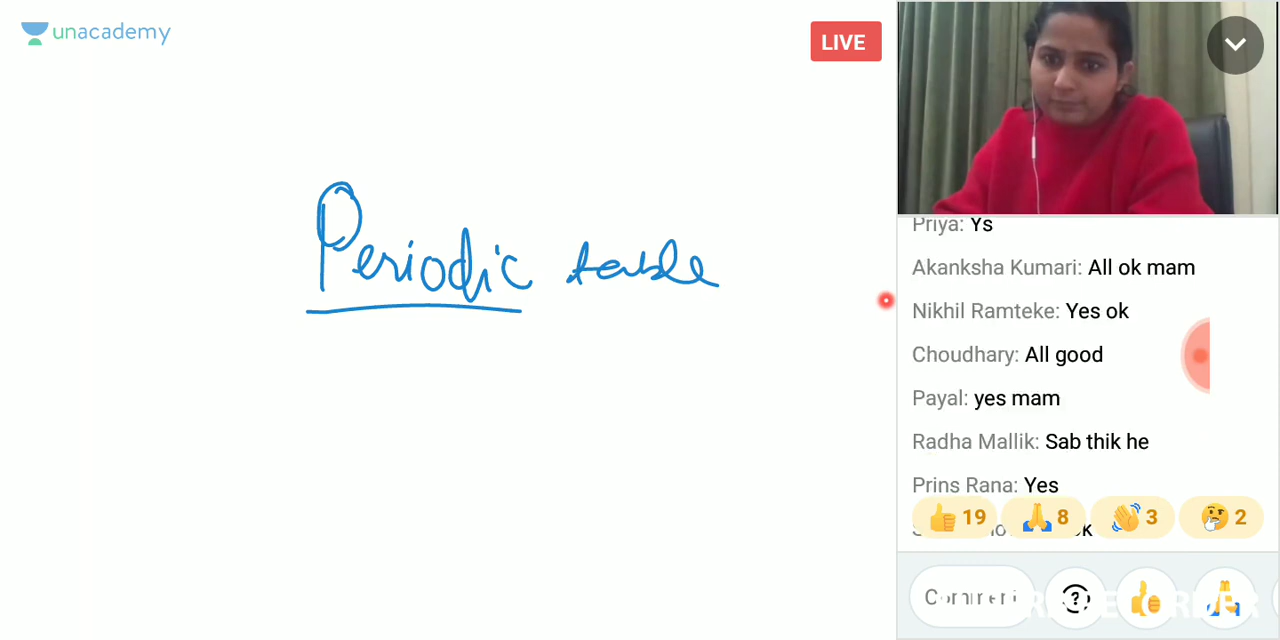 unacademy
LIVE
Periodic table
Priya: Ys
Akanksha Kumari: All ok mam
Nikhil Ramteke: Yes ok
Choudhary: All good
Payal: yes mam
Radha Mallik: Sab thik he
Prins Rana: Yes
👍 19 🙏 8 👋 3 🤔 2